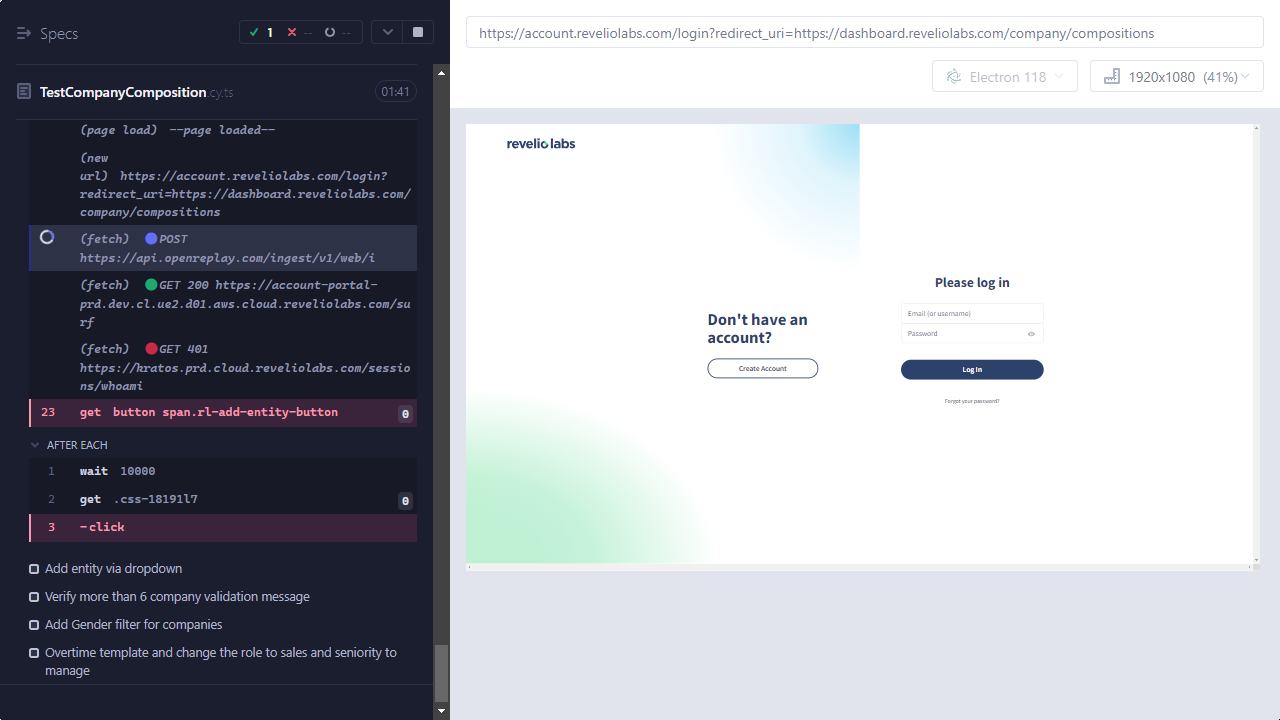 Specs
1 -- --
TestCompanyComposition.cy.ts 01:41
(page load) --page loaded--
(new
url) https://account.reveliolabs.com/login?
redirect_uri=https://dashboard.reveliolabs.com/
company/compositions
(fetch) POST
https://api.openreplay.com/ingest/v1/web/i
(fetch) GET 200 https://account-portal-
prd.dev.cl.ue2.d01.aws.cloud.reveliolabs.com/su
rf
(fetch) GET 401
https://kratos.prd.cloud.reveliolabs.com/sessio
ns/whoami
23 get button span.rl-add-entity-button 0
AFTER EACH
1 wait 10000
2 get .css-18191l7 0
3 -click
Add entity via dropdown
Verify more than 6 company validation message
Add Gender filter for companies
Overtime template and change the role to sales and seniority to
manage
https://account.reveliolabs.com/login?redirect_uri=https://dashboard.reveliolabs.com/company/compositions
Electron 118
1920x1080 (41%)
revelio labs
Don't have an
account?
Create Account
Please log in
Email (or username)
Password
Log In
Forgot your password?